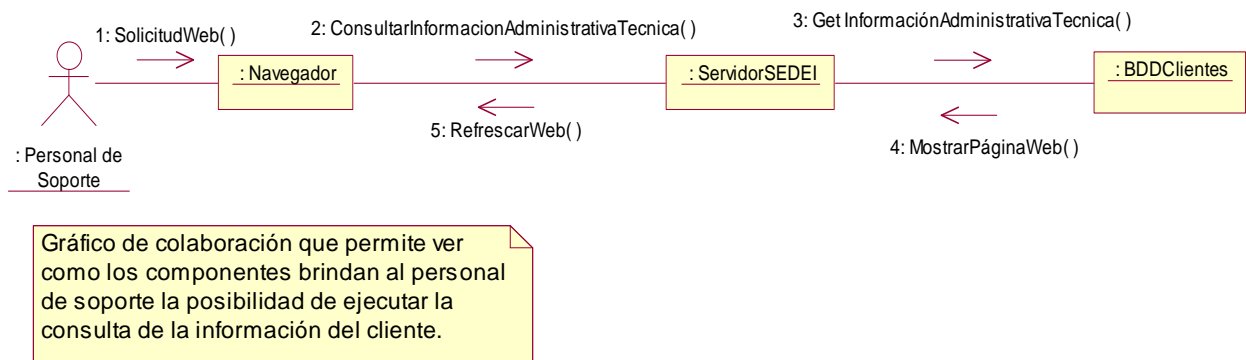 1: SolicitudWeb( )
2: ConsultarInformacionAdministrativaTecnica( )
3: Get InformaciónAdministrativaTecnica( )
: Navegador
: ServidorSEDEI
: BDDClientes
5: RefrescarWeb( )
4: MostrarPáginaWeb( )
: Personal de
Soporte
Gráfico de colaboración que permite ver
como los componentes brindan al personal
de soporte la posibilidad de ejecutar la
consulta de la información del cliente.